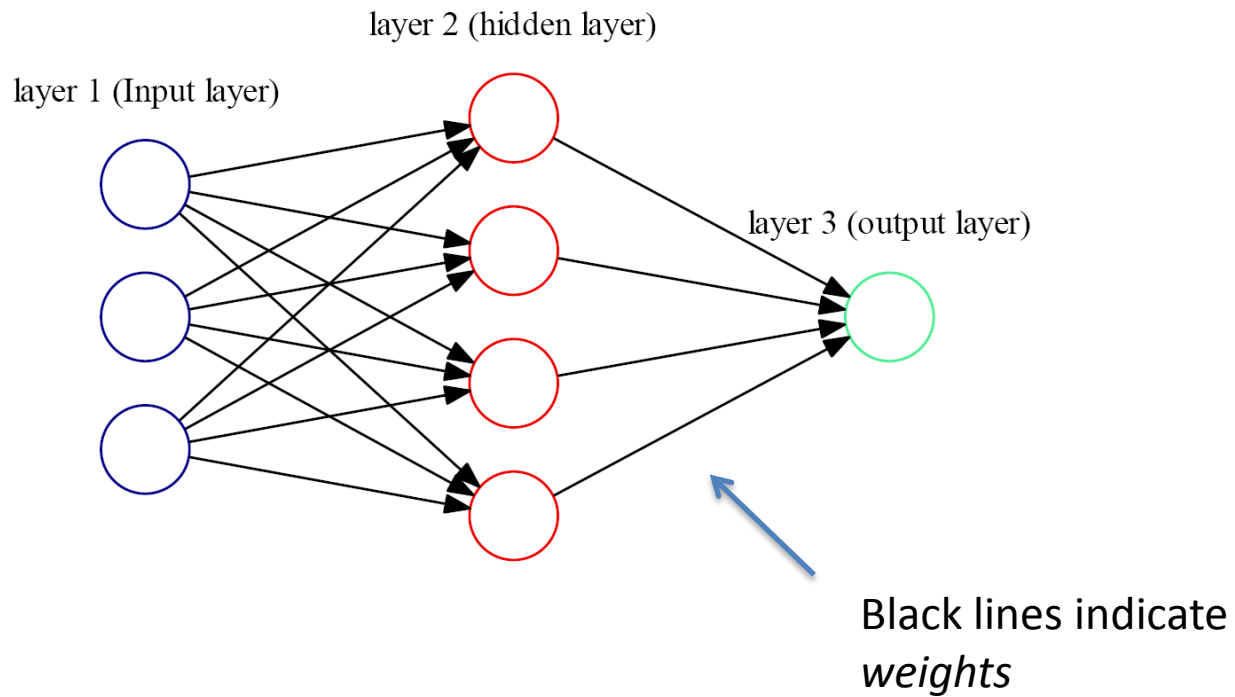 layer 2 (hidden layer)
layer 1 (Input layer)
layer 3 (output layer)
Black lines indicate
weights